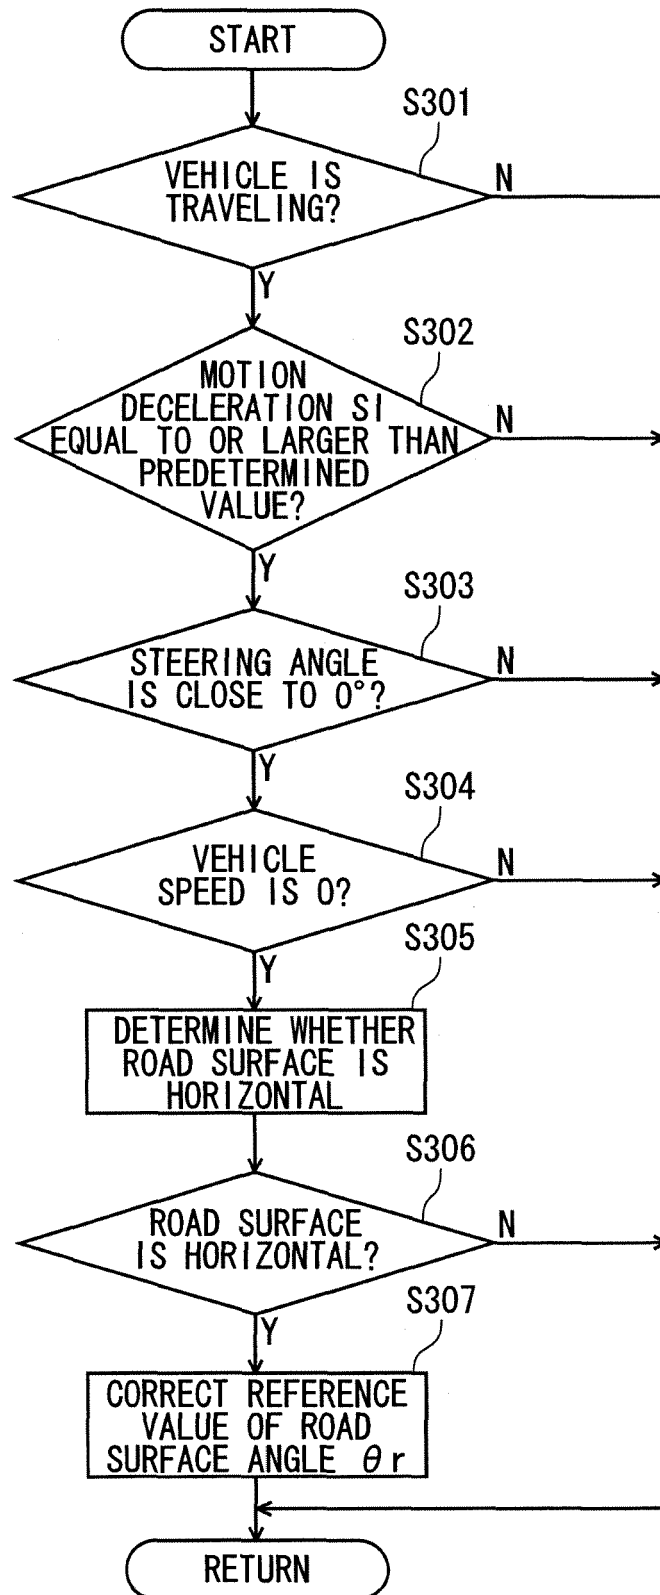 START
S301
VEHICLE IS
TRAVELING?
N
Y
S302
MOTION
DECELERATION SI
EQUAL TO OR LARGER THAN
PREDETERMINED
VALUE?
N
Y
S303
STEERING ANGLE
IS CLOSE TO 0°?
N
Y
S304
VEHICLE
SPEED IS 0?
N
Y
S305
DETERMINE WHETHER
ROAD SURFACE IS
HORIZONTAL
S306
ROAD SURFACE
IS HORIZONTAL?
N
Y
S307
CORRECT REFERENCE
VALUE OF ROAD
SURFACE ANGLE θr
RETURN